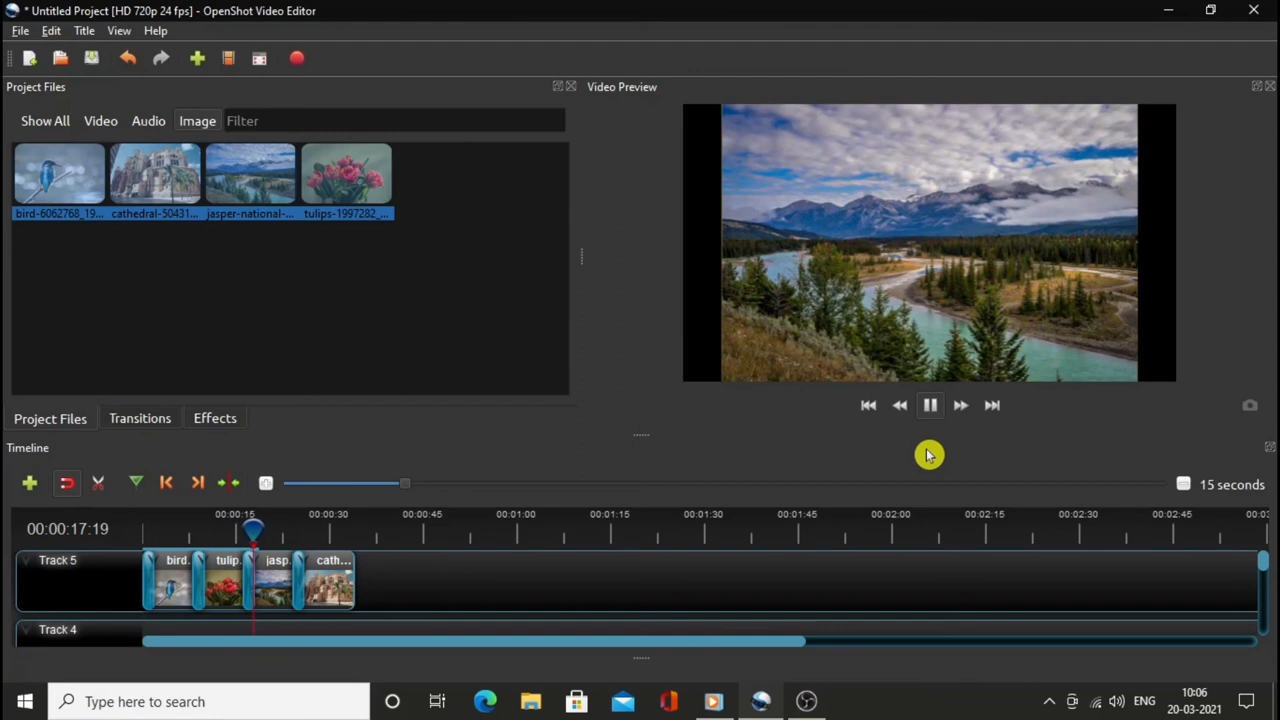 * Untitled Project [HD 720p 24 fps] - OpenShot Video Editor
File Edit Title View Help
Project Files
Video Preview
Show All Video Audio Image Filter
bird-6062768_19... cathedral-50431... jasper-national-... tulips-1997282_...
Project Files Transitions Effects
Timeline
15 seconds
00:00:17:19
00:00:15 00:00:30 00:00:45 00:01:00 00:01:15 00:01:30 00:01:45 00:02:00 00:02:15 00:02:30 00:02:45
Track 5
bird. tulip. jasp. cath...
Track 4
Type here to search
ENG
10:06
20-03-2021